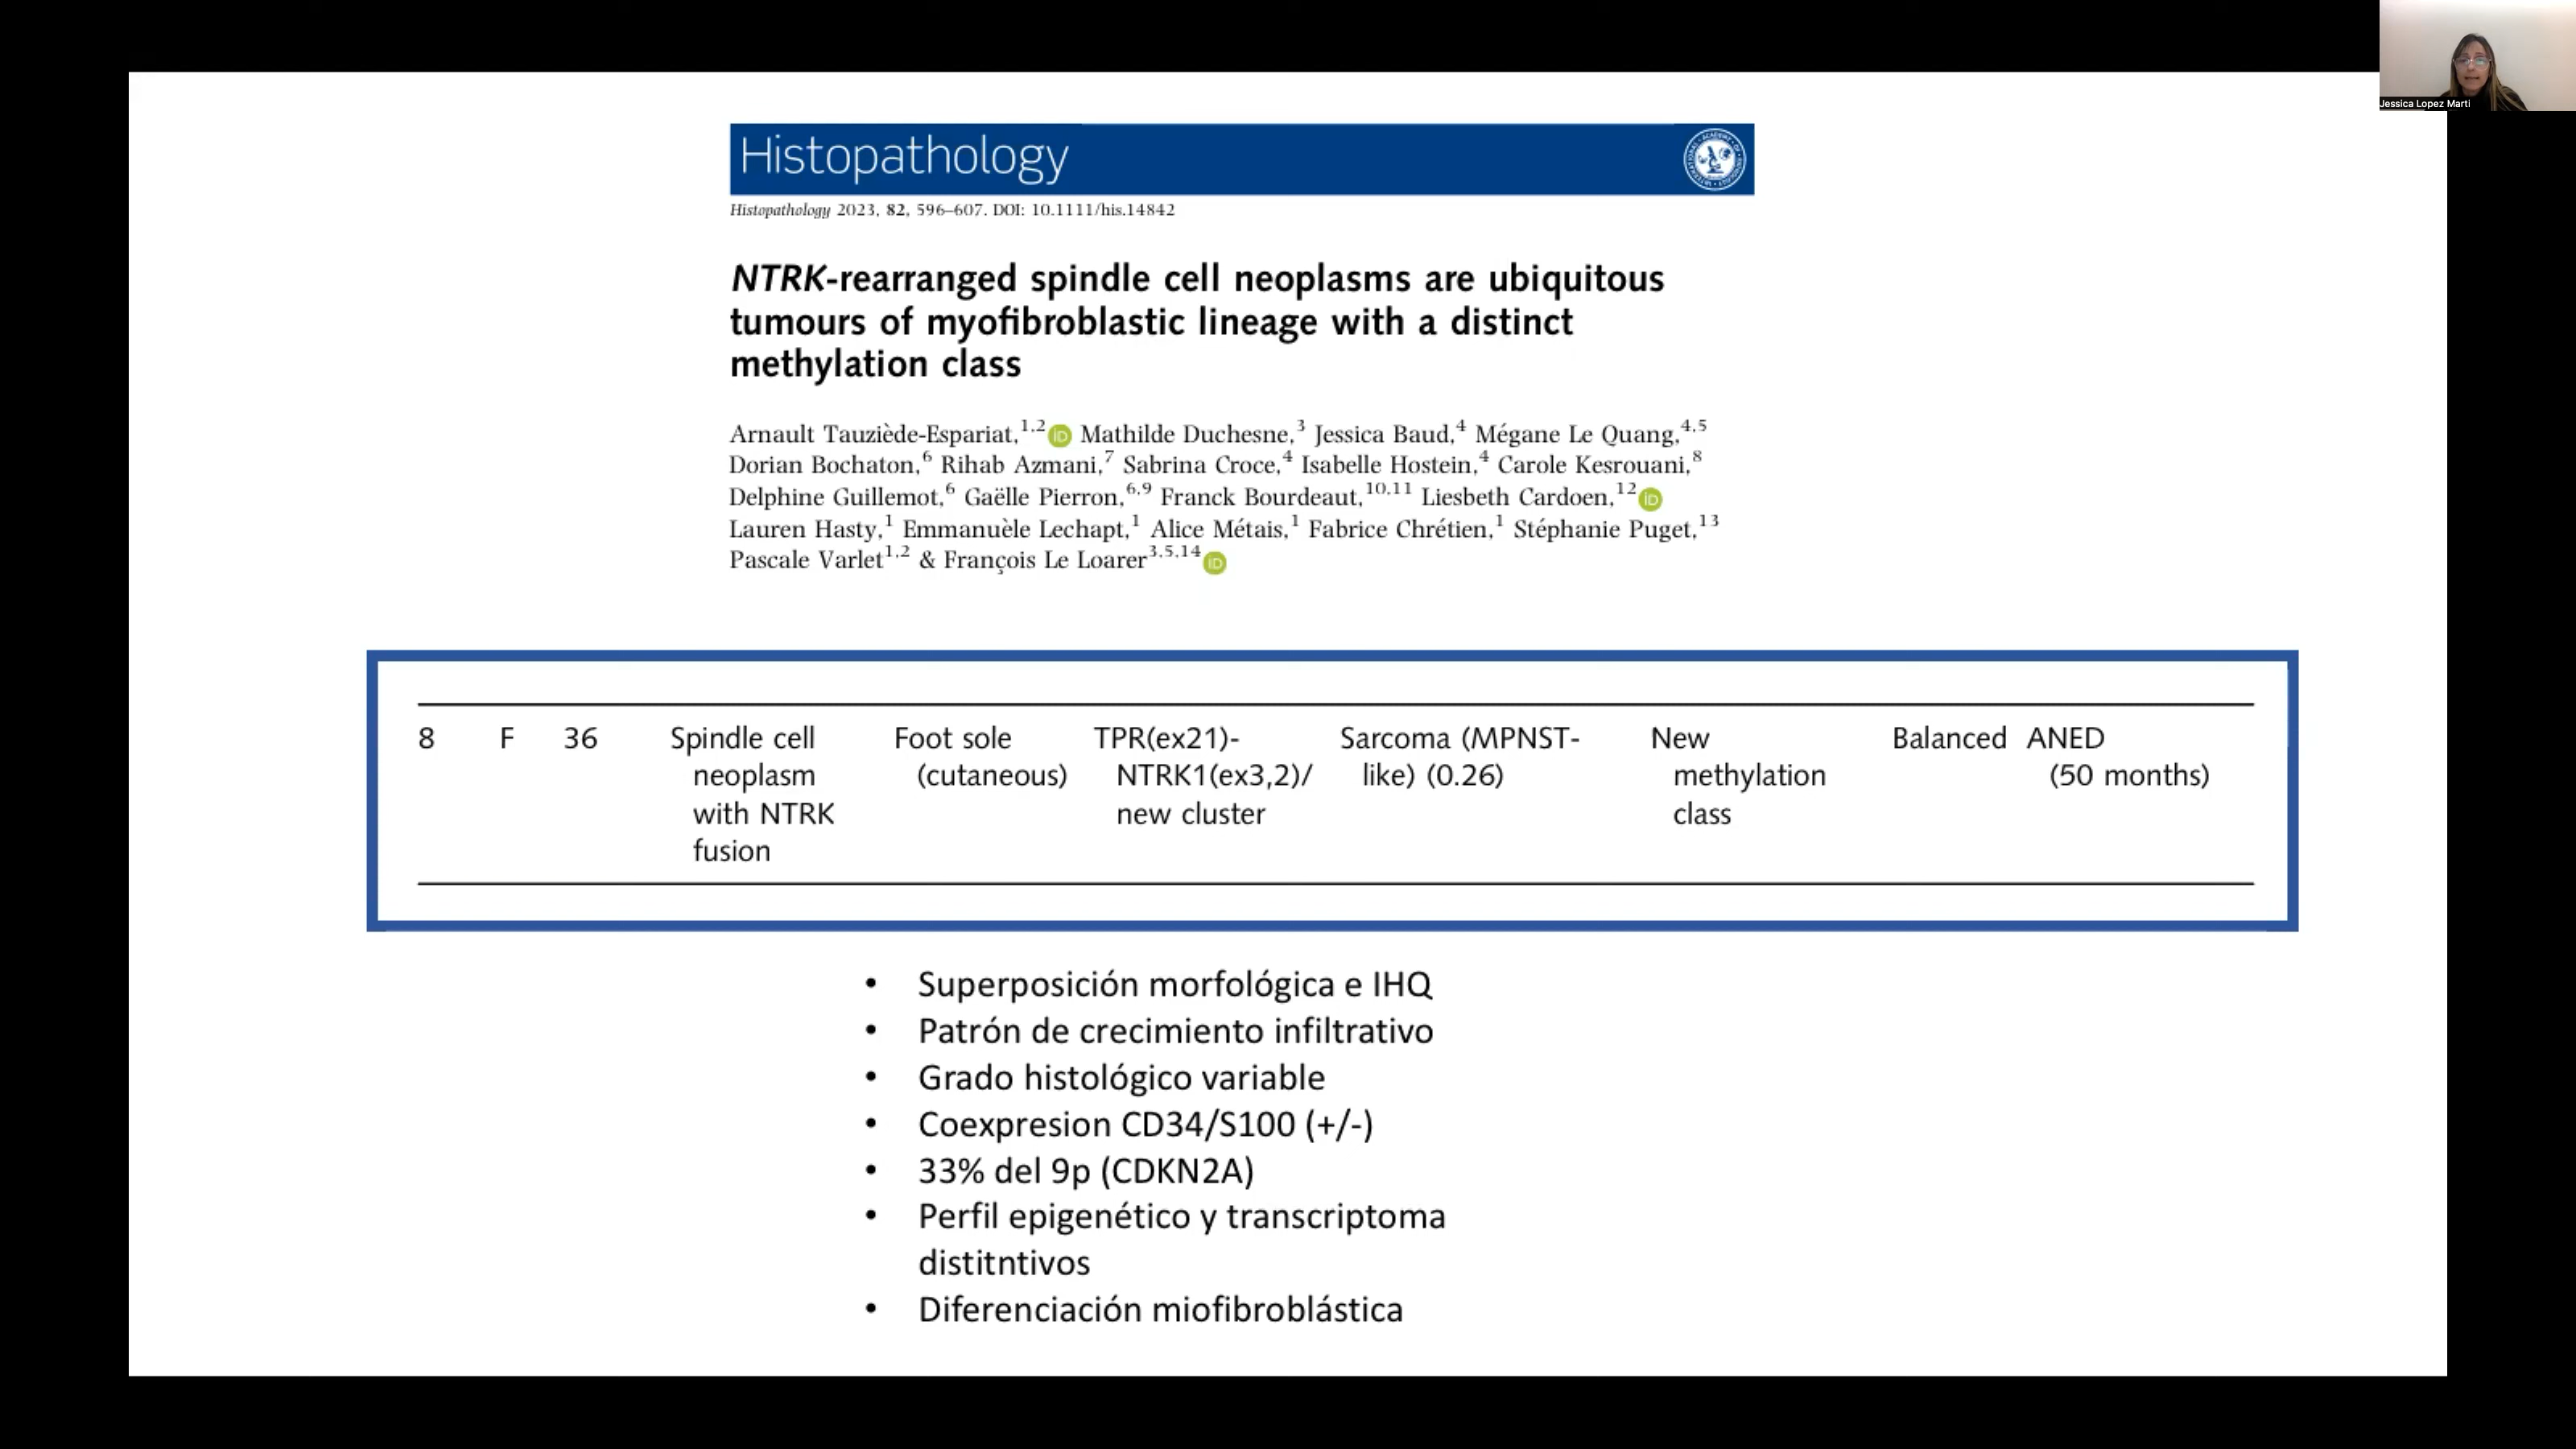 Jessica Lopez Marti
Histopathology
Histopathology 2023, 82, 596–607. DOI: 10.1111/his.14842
NTRK-rearranged spindle cell neoplasms are ubiquitous
tumours of myofibroblastic lineage with a distinct
methylation class
Arnault Tauziède-Espariat,1,2 iD Mathilde Duchesne,3 Jessica Baud,4 Mégane Le Quang,4,5
Dorian Bochaton,6 Rihab Azmani,7 Sabrina Croce,4 Isabelle Hostein,4 Carole Kesrouani,8
Delphine Guillemot,6 Gaëlle Pierron,6,9 Franck Bourdeaut,10,11 Liesbeth Cardoen,12 iD
Lauren Hasty,1 Emmanuèle Lechapt,1 Alice Métais,1 Fabrice Chrétien,1 Stéphanie Puget,13
Pascale Varlet1,2 & François Le Loarer3,5,14 iD
8 F 36 Spindle cell Foot sole TPR(ex21)- Sarcoma (MPNST- New Balanced ANED
neoplasm (cutaneous) NTRK1(ex3,2)/ like) (0.26) methylation (50 months)
with NTRK new cluster class
fusion
• Superposición morfológica e IHQ
• Patrón de crecimiento infiltrativo
• Grado histológico variable
• Coexpresion CD34/S100 (+/-)
• 33% del 9p (CDKN2A)
• Perfil epigenético y transcriptoma
distitntivos
• Diferenciación miofibroblástica